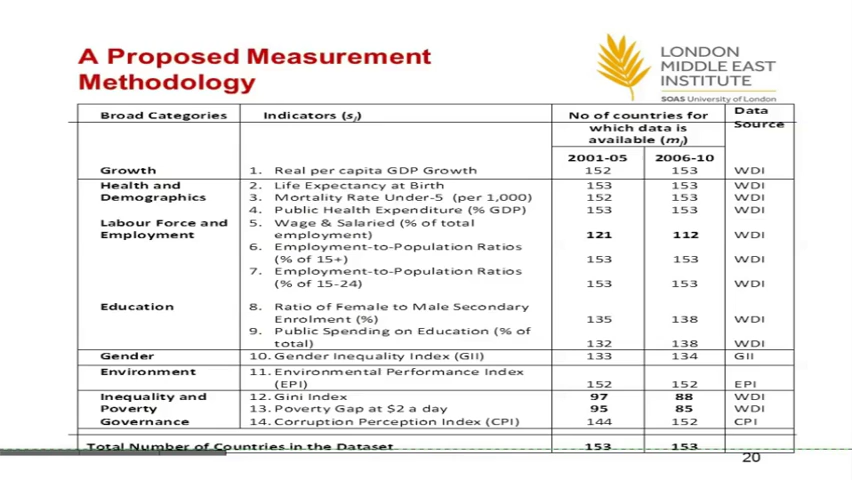 A Proposed Measurement
Methodology
LONDON
MIDDLE EAST
INSTITUTE
SOAS University of London
Broad Categories Indicators (sj) No of countries for which data is available (mj) Data Source
2001-05 2006-10
Growth 1. Real per capita GDP Growth 152 153 WDI
Health and 2. Life Expectancy at Birth 153 153 WDI
Demographics 3. Mortality Rate Under-5 (per 1,000) 152 153 WDI
4. Public Health Expenditure (% GDP) 153 153 WDI
Labour Force and 5. Wage & Salaried (% of total
Employment employment) 121 112 WDI
6. Employment-to-Population Ratios
(% of 15+) 153 153 WDI
7. Employment-to-Population Ratios
(% of 15-24) 153 153 WDI
Education 8. Ratio of Female to Male Secondary
Enrolment (%) 135 138 WDI
9. Public Spending on Education (% of
total) 132 138 WDI
Gender 10. Gender Inequality Index (GII) 133 134 GII
Environment 11. Environmental Performance Index
(EPI) 152 152 EPI
Inequality and 12. Gini Index 97 88 WDI
Poverty 13. Poverty Gap at $2 a day 95 85 WDI
Governance 14. Corruption Perception Index (CPI) 144 152 CPI
Total Number of Countries in the Dataset 153 153
20